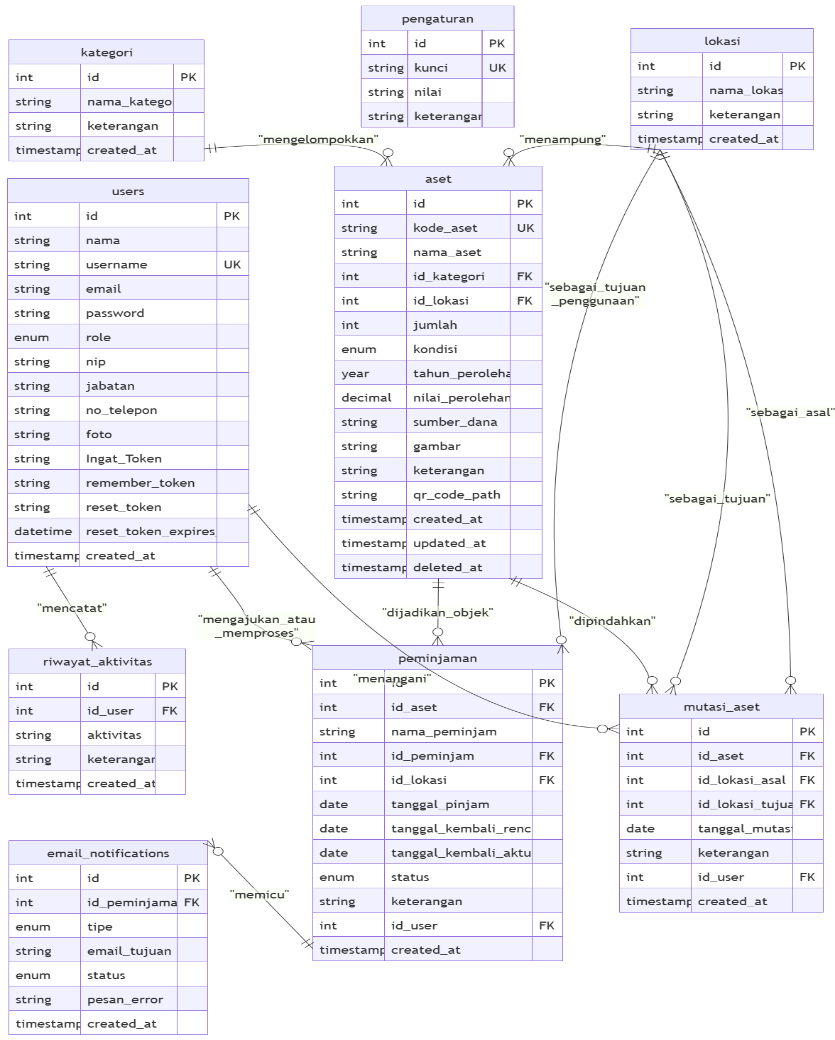 pengaturan
int id PK
string kunci UK
string nilai
string keterangan
kategori
int id PK
string nama_katego
string keterangan
timestamp created_at
lokasi
int id PK
string nama_lokas
string keterangan
timestamp created_at
"mengelompokkan"
"menampung"
users
int id PK
string nama
string username UK
string email
string password
enum role
string nip
string jabatan
string no_telepon
string foto
string Ingat_Token
string remember_token
string reset_token
datetime reset_token_expires_
timestamp created_at
aset
int id PK
string kode_aset UK
string nama_aset
int id_kategori FK
int id_lokasi FK
int jumlah
enum kondisi
year tahun_peroleha
decimal nilai_perolehan
string sumber_dana
string gambar
string keterangan
string qr_code_path
timestamp created_at
timestamp updated_at
timestamp deleted_at
"sebagai_tujuan
_penggunaan"
"sebagai_asal"
"sebagai_tujuan"
"mencatat"
"mengajukan_atau
_memproses"
"dijadikan_objek"
"dipindahkan"
riwayat_aktivitas
int id PK
int id_user FK
string aktivitas
string keterangan
timestamp created_at
peminjaman
"menangani"
int id PK
int id_aset FK
string nama_peminjam
int id_peminjam FK
int id_lokasi FK
date tanggal_pinjam
date tanggal_kembali_renc
date tanggal_kembali_aktu
enum status
string keterangan
int id_user FK
timestamp created_at
mutasi_aset
int id PK
int id_aset FK
int id_lokasi_asal FK
int id_lokasi_tujua FK
date tanggal_mutas
string keterangan
int id_user FK
timestamp created_at
email_notifications
int id PK
int id_peminjama FK
enum tipe
string email_tujuan
enum status
string pesan_error
timestamp created_at
"memicu"